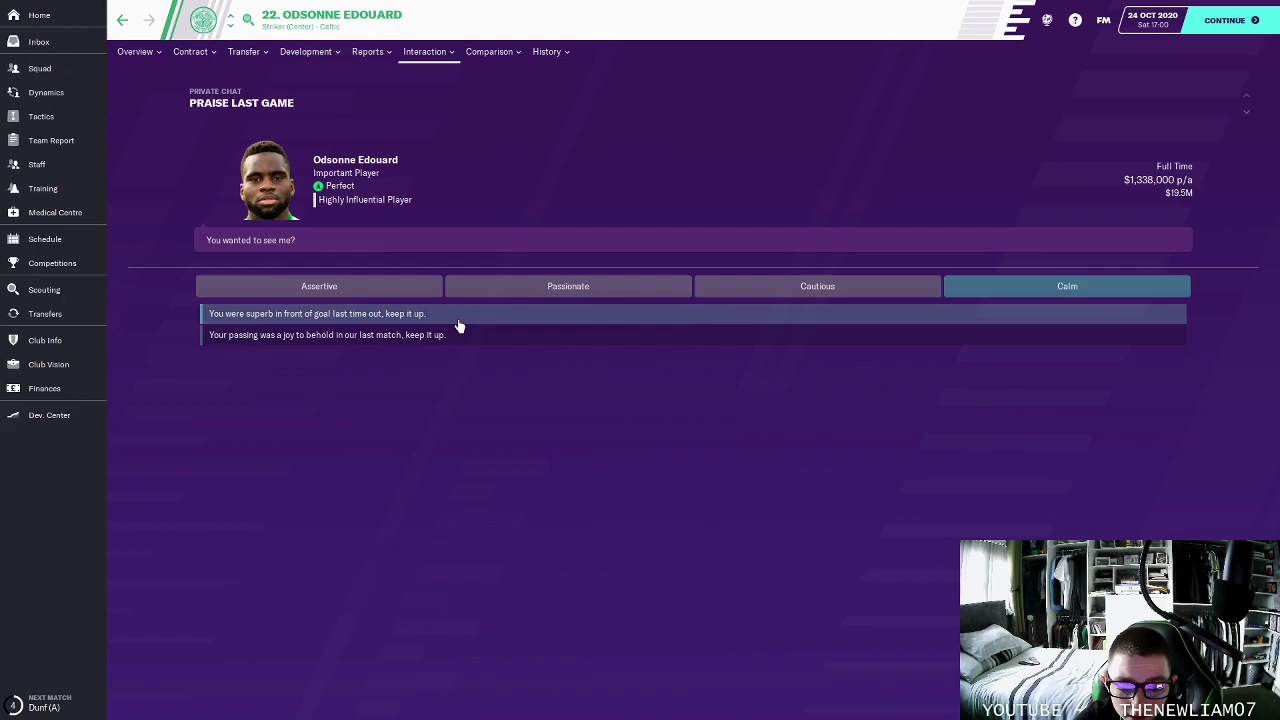 22. ODSONNE EDOUARD
Striker (Center) - Celtic
24 OCT 2020
Sat 17:00
CONTINUE
FM
Home
Inbox
Squad
Dynamics
Tactics
Team Report
Staff
Training
Medical Centre
Schedule
Competitions
Scouting
Transfers
Club Info
Club Vision
Finances
Dev. Center
NEXT MATCH
Dunf (A)
Overview
Contract
Transfer
Development
Reports
Interaction
Comparison
History
PRIVATE CHAT
PRAISE LAST GAME
Odsonne Edouard
Important Player
Perfect
Highly Influential Player
Full Time
$1,338,000 p/a
$19.5M
You wanted to see me?
Assertive
Passionate
Cautious
Calm
You were superb in front of goal last time out, keep it up.
Your passing was a joy to behold in our last match, keep it up.
YOUTUBE - THENEWLIAM07